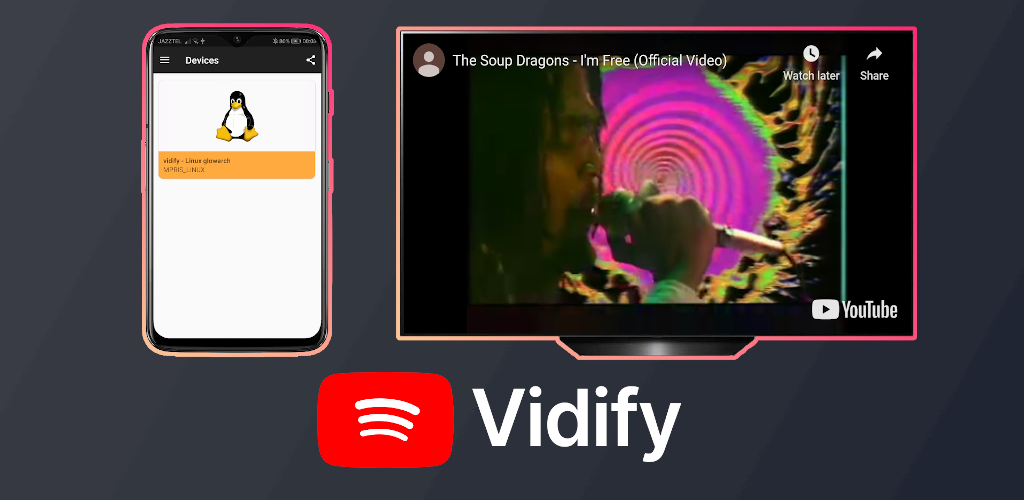 JAZZTEL
80%
00:06
Devices
vidify - Linux glowarch
MPRIS_LINUX
The Soup Dragons - I'm Free (Official Video)
Watch later
Share
YouTube
Vidify